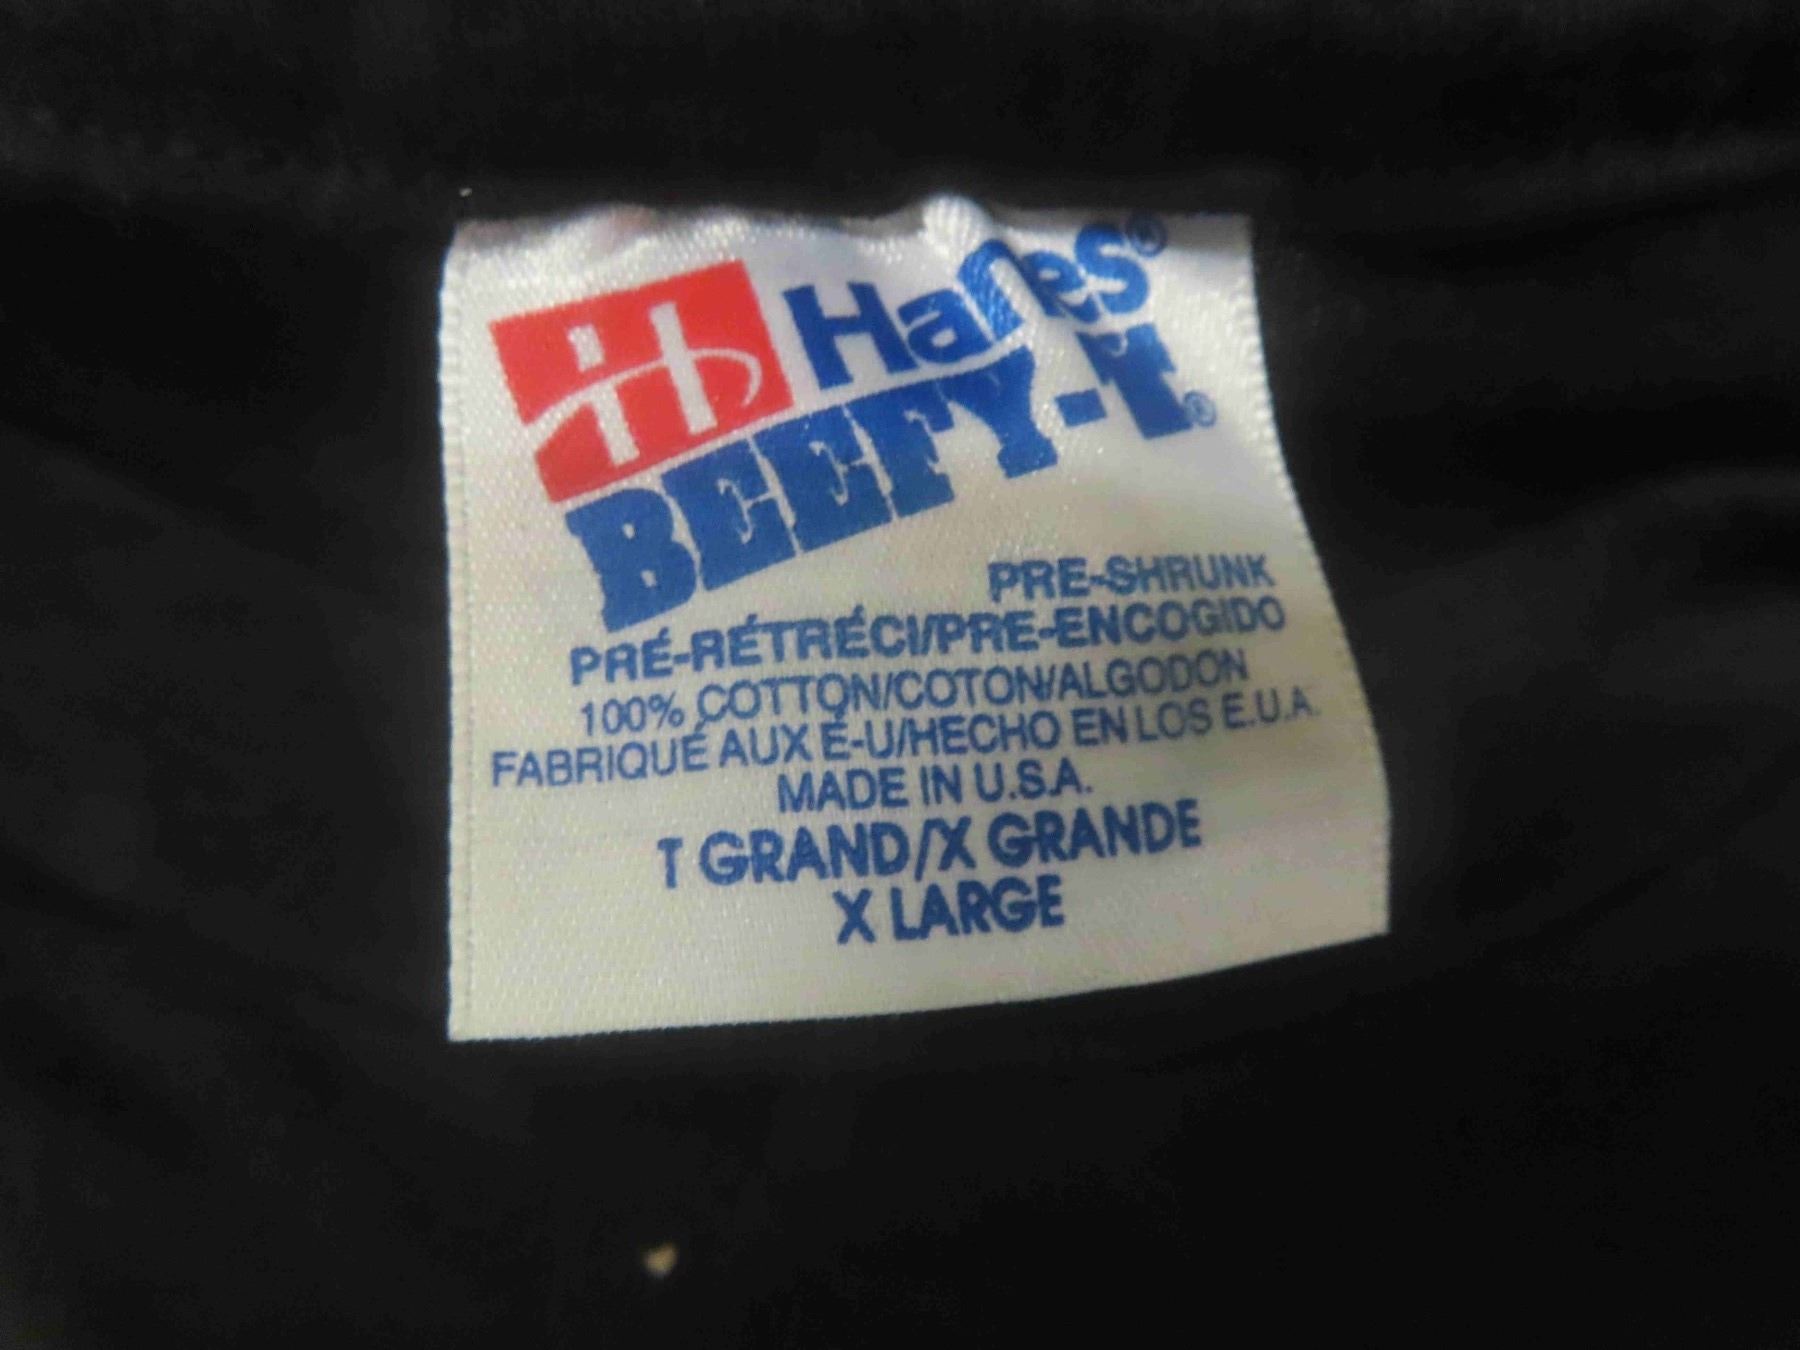 Hanes®
BEEFY-T®
PRE-SHRUNK
PRÉ-RÉTRÉCI/PRE-ENCOGIDO
100% COTTON/COTON/ALGODON
FABRIQUÉ AUX É-U/HECHO EN LOS E.U.A.
MADE IN U.S.A.
T GRAND/X GRANDE
X LARGE